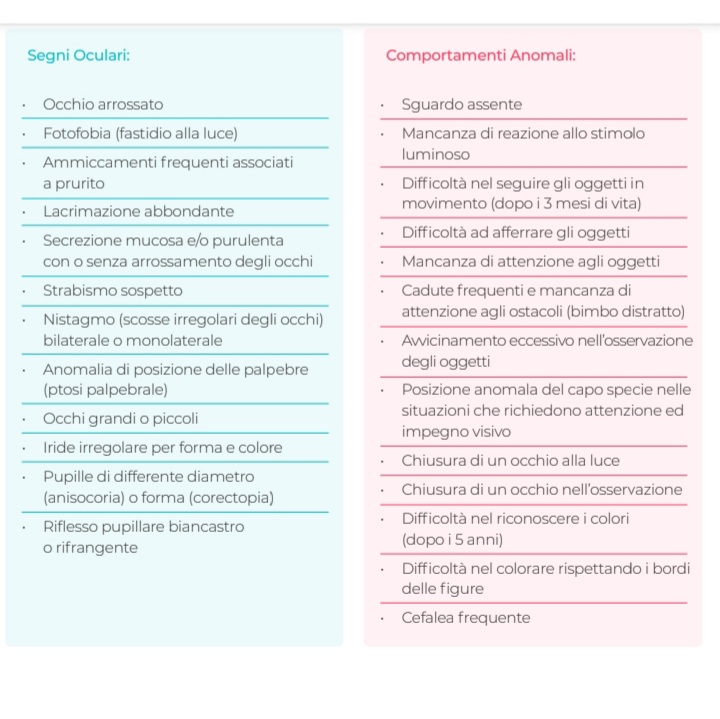 Segni Oculari:
· Occhio arrossato
· Fotofobia (fastidio alla luce)
· Ammiccamenti frequenti associati
a prurito
· Lacrimazione abbondante
· Secrezione mucosa e/o purulenta
con o senza arrossamento degli occhi
· Strabismo sospetto
· Nistagmo (scosse irregolari degli occhi)
bilaterale o monolaterale
· Anomalia di posizione delle palpebre
(ptosi palpebrale)
· Occhi grandi o piccoli
· Iride irregolare per forma e colore
· Pupille di differente diametro
(anisocoria) o forma (corectopia)
· Riflesso pupillare biancastro
o rifrangente
Comportamenti Anomali:
· Sguardo assente
· Mancanza di reazione allo stimolo
luminoso
· Difficoltà nel seguire gli oggetti in
movimento (dopo i 3 mesi di vita)
· Difficoltà ad afferrare gli oggetti
· Mancanza di attenzione agli oggetti
· Cadute frequenti e mancanza di
attenzione agli ostacoli (bimbo distratto)
· Avvicinamento eccessivo nell'osservazione
degli oggetti
· Posizione anomala del capo specie nelle
situazioni che richiedono attenzione ed
impegno visivo
· Chiusura di un occhio alla luce
· Chiusura di un occhio nell'osservazione
· Difficoltà nel riconoscere i colori
(dopo i 5 anni)
· Difficoltà nel colorare rispettando i bordi
delle figure
· Cefalea frequente